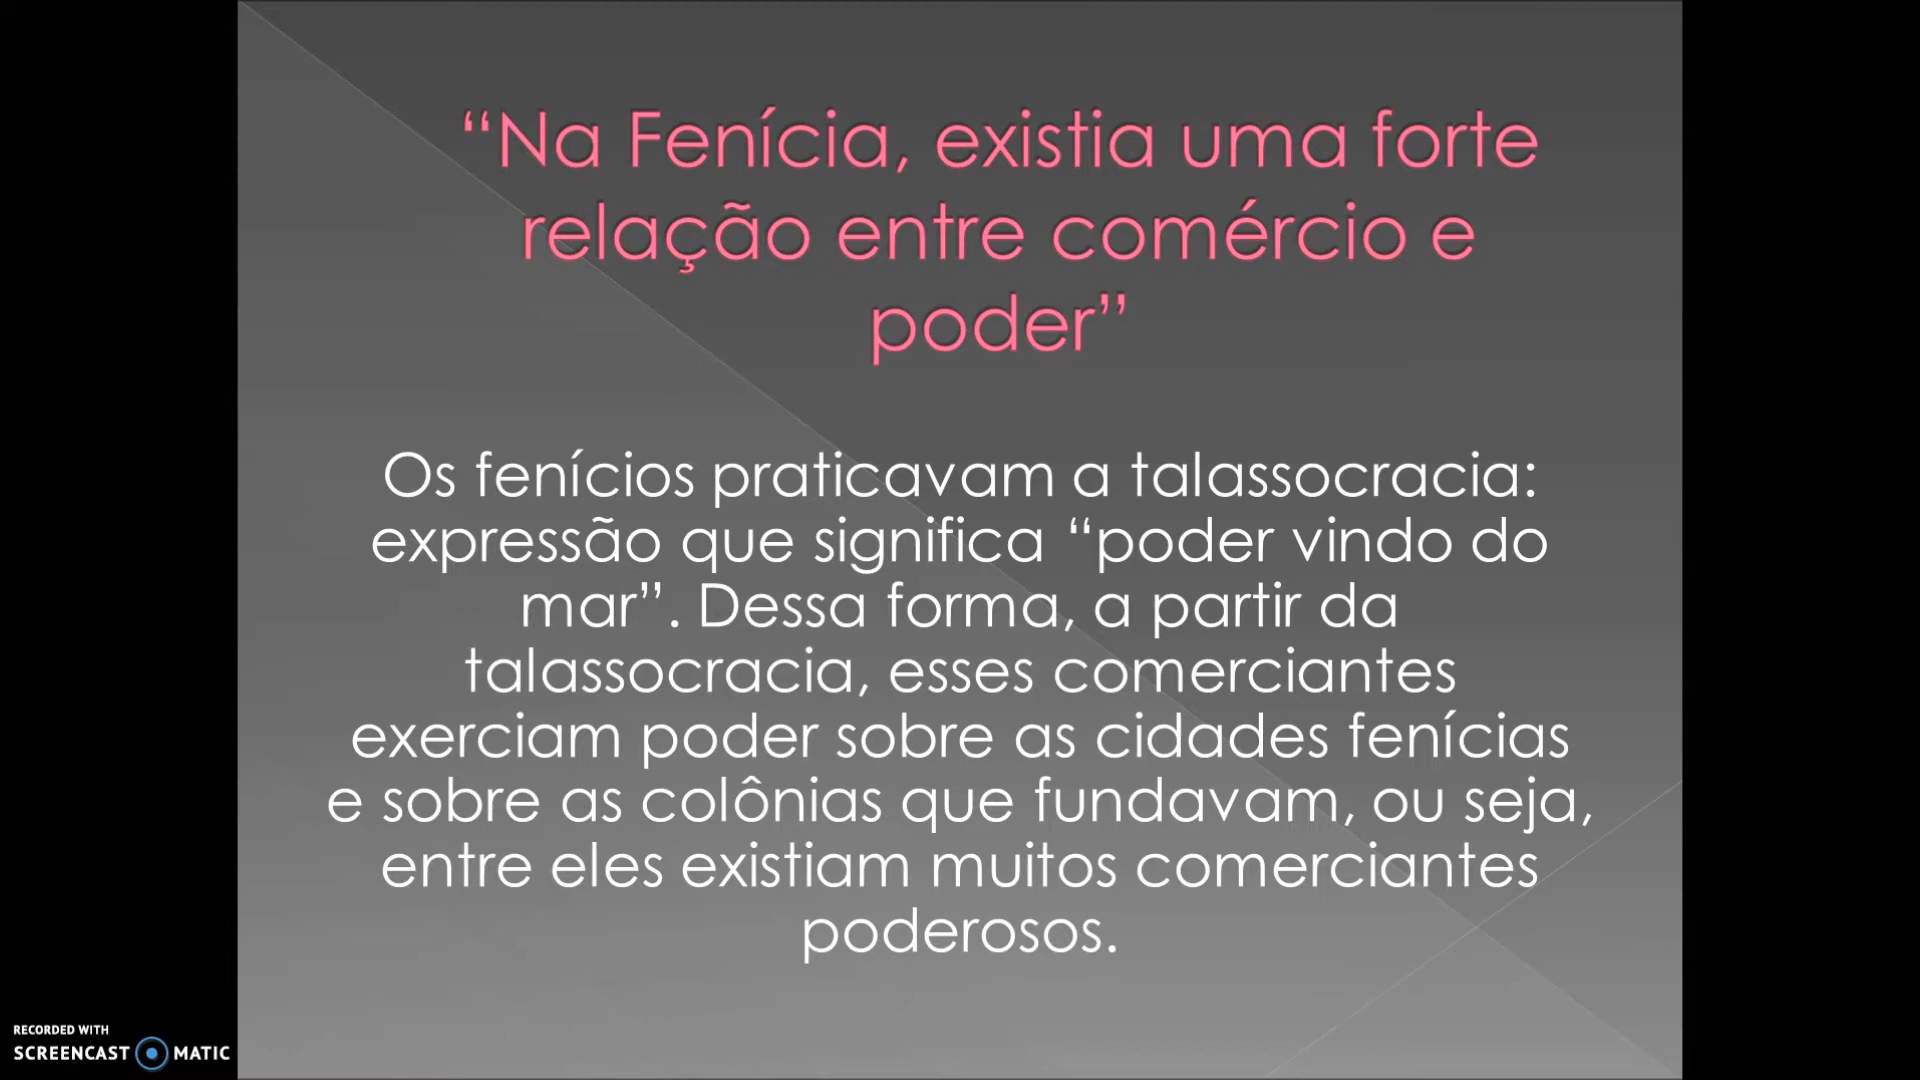 “Na Fenícia, existia uma forte
relação entre comércio e
poder”
Os fenícios praticavam a talassocracia:
expressão que significa “poder vindo do
mar”. Dessa forma, a partir da
talassocracia, esses comerciantes
exerciam poder sobre as cidades fenícias
e sobre as colônias que fundavam, ou seja,
entre eles existiam muitos comerciantes
poderosos.
RECORDED WITH
SCREENCAST MATIC